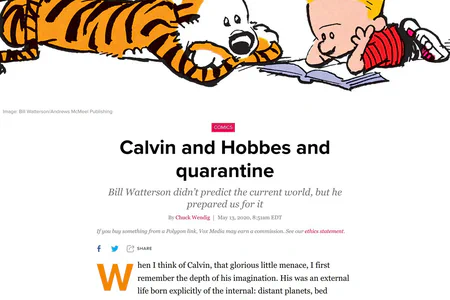 Image: Bill Watterson/Andrews McMeel Publishing
COMICS
Calvin and Hobbes and
quarantine
Bill Watterson didn't predict the current world, but he
prepared us for it
By Chuck Wendig | May 13, 2020, 8:31am EDT
If you buy something from a Polygon link, Vox Media may earn a commission. See our ethics statement.
SHARE
When I think of Calvin, that glorious little menace, I first
remember the depth of his imagination. His was an external
life born explicitly of the internal: distant planets, bed